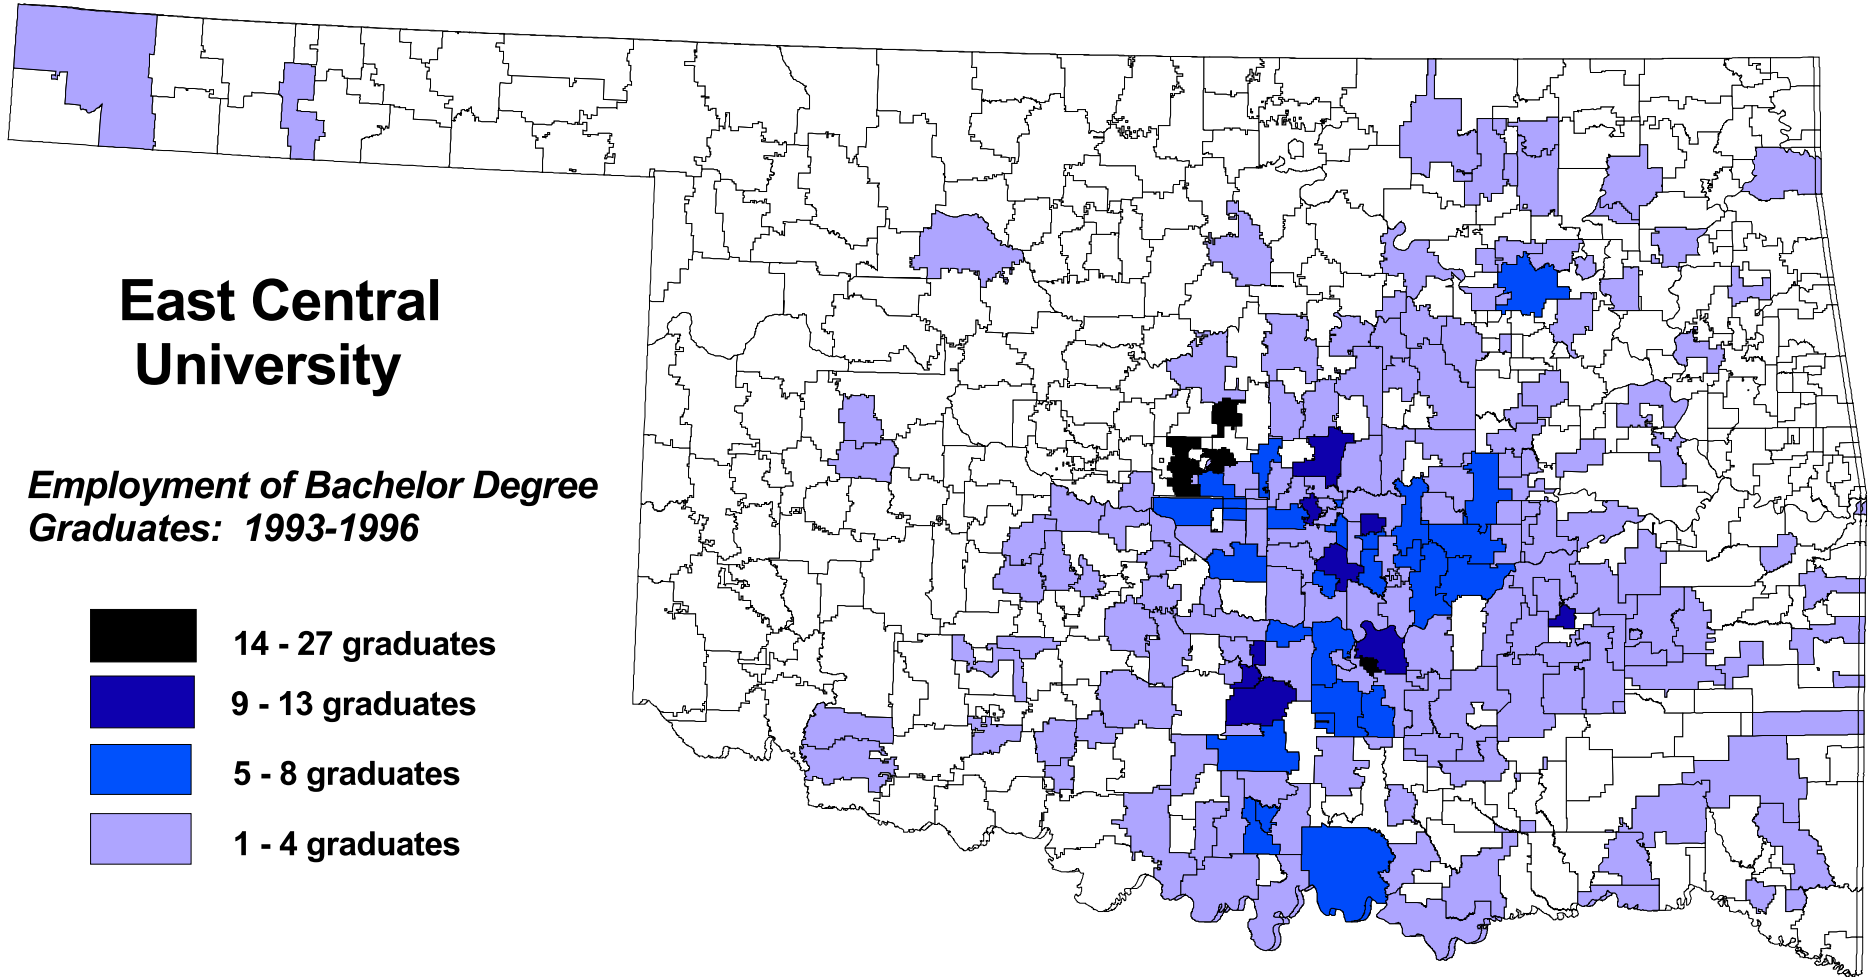 East Central
University
Employment of Bachelor Degree
Graduates: 1993-1996
14 - 27 graduates
9 - 13 graduates
5 - 8 graduates
1 - 4 graduates